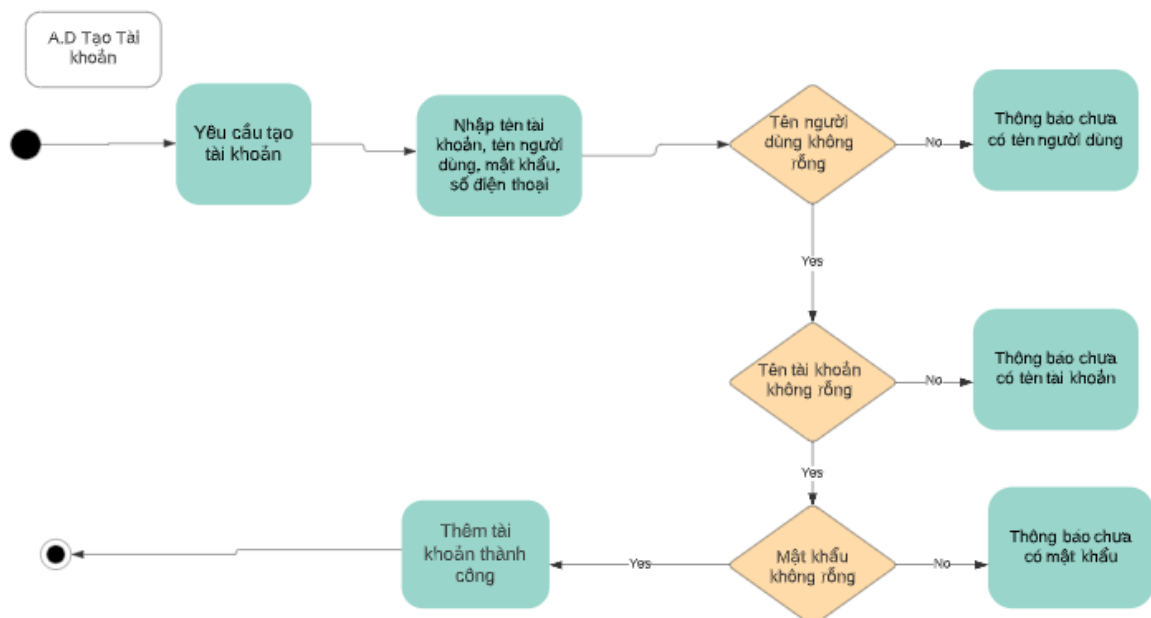 A.D Tạo Tài
khoản
Yêu cầu tạo
tài khoản
Nhập tên tài
khoản, tên người
dùng, mật khẩu,
số điện thoại
Tên người
dùng không
rỗng
No
Thông báo chưa
có tên người dùng
Yes
Tên tài khoản
không rỗng
No
Thông báo chưa
có tên tài khoản
Yes
Mật khẩu
không rỗng
No
Thông báo chưa
có mật khẩu
Yes
Thêm tài
khoản thành
công